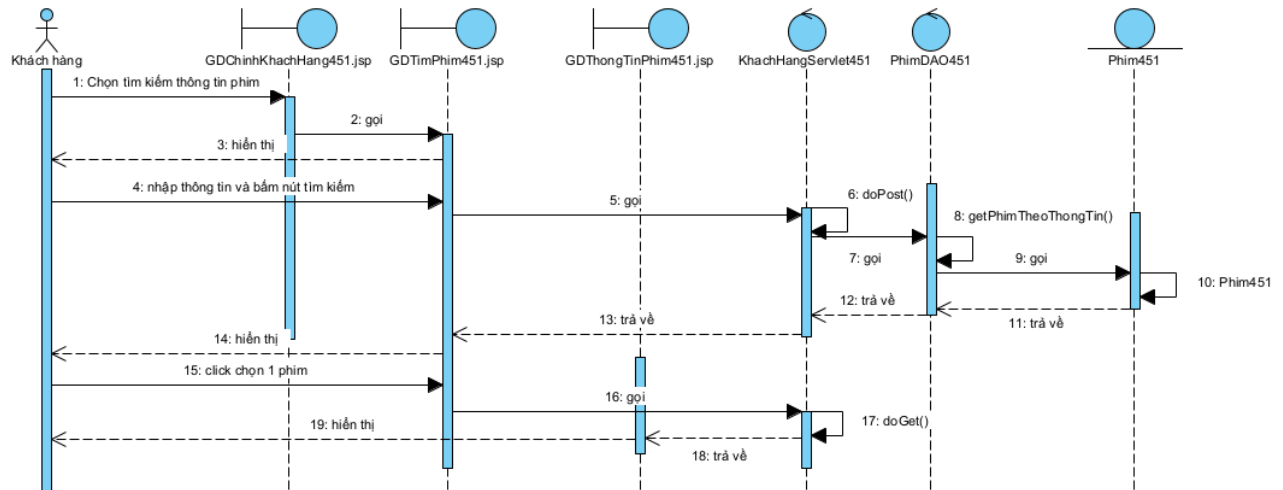 Khách hàng
GDChinhKhachHang451.jsp
GDTimPhim451.jsp
GDThongTinPhim451.jsp
KhachHangServlet451
PhimDAO451
Phim451
1: Chọn tìm kiếm thông tin phim
2: gọi
3: hiển thị
4: nhập thông tin và bấm nút tìm kiếm
5: gọi
6: doPost()
7: gọi
8: getPhimTheoThongTin()
9: gọi
10: Phim451
11: trả về
12: trả về
13: trả về
14: hiển thị
15: click chọn 1 phim
16: gọi
17: doGet()
18: trả về
19: hiển thị